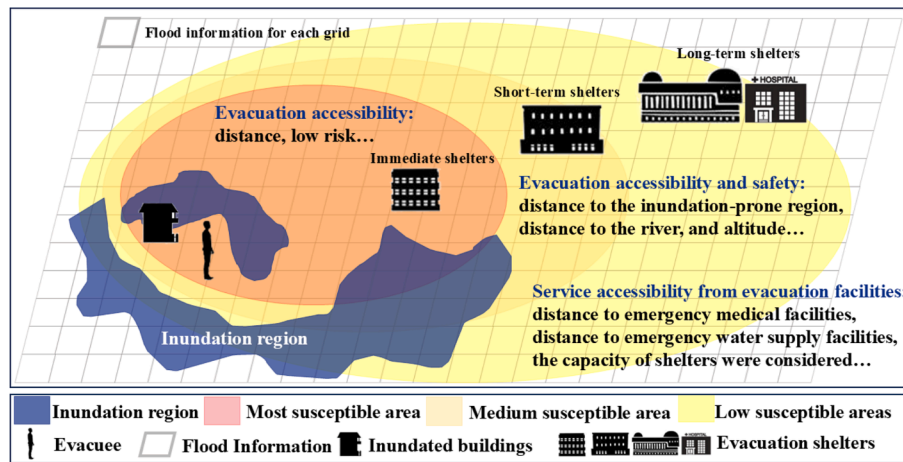 Flood information for each grid
Long-term shelters
+ HOSPITAL
Short-term shelters
Evacuation accessibility:
distance, low risk…
Immediate shelters
Evacuation accessibility and safety:
distance to the inundation-prone region,
distance to the river, and altitude…
Service accessibility from evacuation facilities:
distance to emergency medical facilities,
distance to emergency water supply facilities,
the capacity of shelters were considered…
Inundation region
Inundation region Most susceptible area Medium susceptible area Low susceptible areas
Evacuee Flood Information Inundated buildings Evacuation shelters